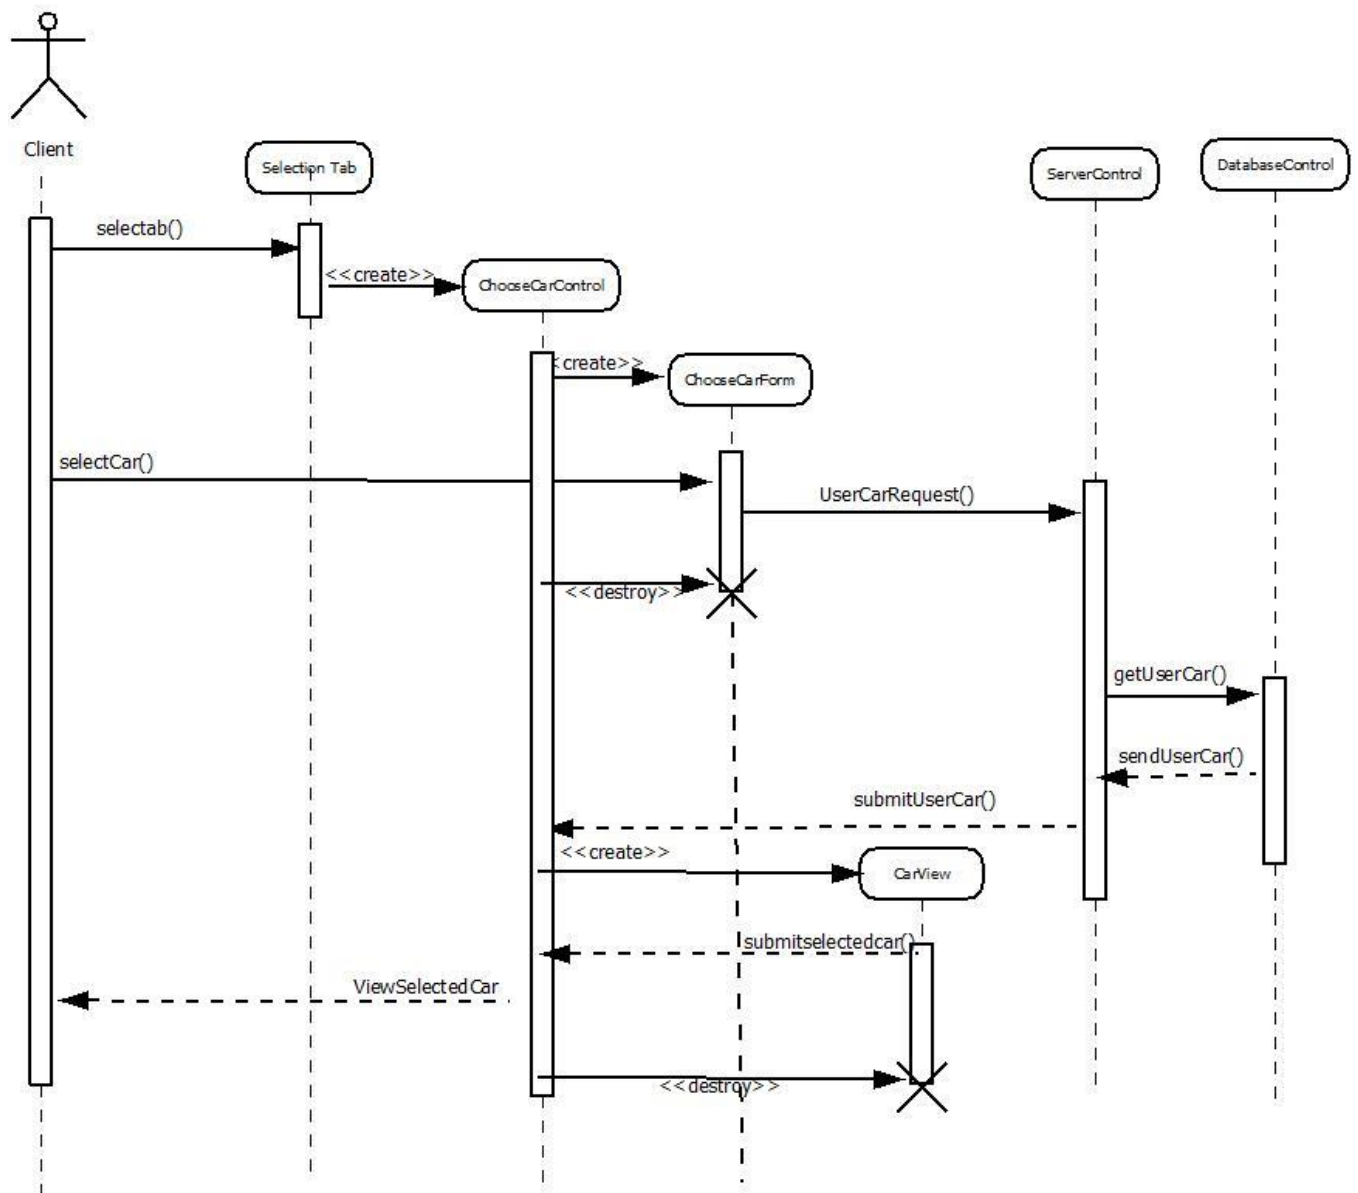 Client
Selection Tab
ServerControl
DatabaseControl
selectab()
<<create>>
ChooseCarControl
<create>>
ChooseCarForm
selectCar()
UserCarRequest()
<<destroy>>
getUserCar()
sendUserCar()
submitUserCar()
<<create>>
CarView
submitselectedcar()
ViewSelectedCar
<<destroy>>